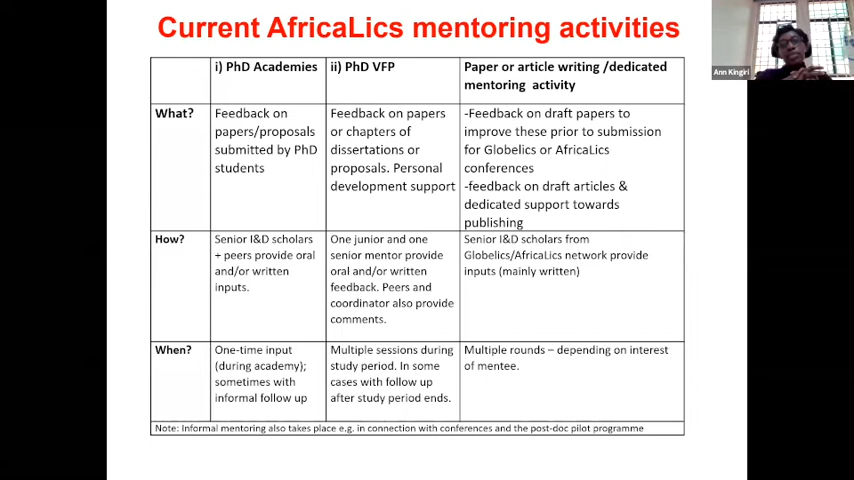 Current AfricaLics mentoring activities
Ann Kingiri
i) PhD Academies
ii) PhD VFP
Paper or article writing /dedicated
mentoring activity
What?
Feedback on
papers/proposals
submitted by PhD
students
Feedback on papers
or chapters of
dissertations or
proposals. Personal
development support
-Feedback on draft papers to
improve these prior to submission
for Globelics or AfricaLics
conferences
-feedback on draft articles &
dedicated support towards
publishing
How?
Senior I&D scholars
+ peers provide oral
and/or written
inputs.
One junior and one
senior mentor provide
oral and/or written
feedback. Peers and
coordinator also provide
comments.
Senior I&D scholars from
Globelics/AfricaLics network provide
inputs (mainly written)
When?
One-time input
(during academy);
sometimes with
informal follow up
Multiple sessions during
study period. In some
cases with follow up
after study period ends.
Multiple rounds – depending on interest
of mentee.
Note: Informal mentoring also takes place e.g. in connection with conferences and the post-doc pilot programme